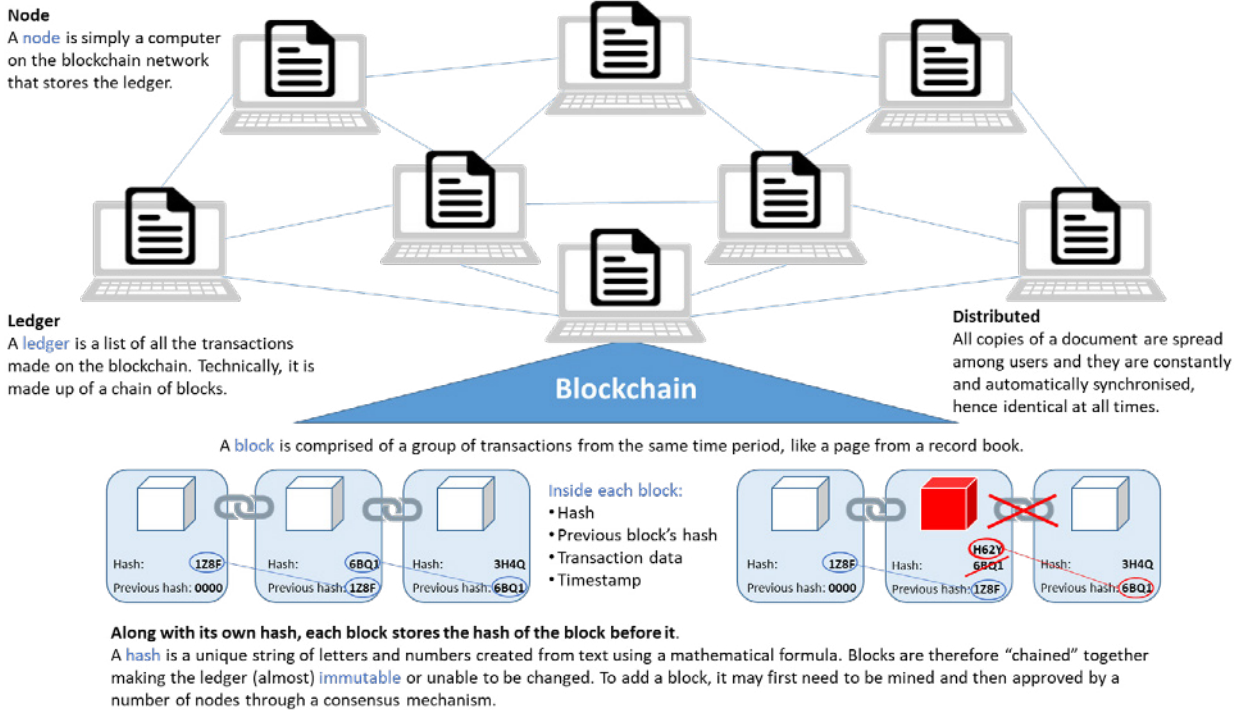 Node
A node is simply a computer
on the blockchain network
that stores the ledger.
Ledger
A ledger is a list of all the transactions
made on the blockchain. Technically, it is
made up of a chain of blocks.
Distributed
All copies of a document are spread
among users and they are constantly
and automatically synchronised,
hence identical at all times.
Blockchain
A block is comprised of a group of transactions from the same time period, like a page from a record book.
Hash: 1Z8F
Previous hash: 0000
Hash: 6BQ1
Previous hash: 1Z8F
Hash: 3H4Q
Previous hash: 6BQ1
Inside each block:
• Hash
• Previous block's hash
• Transaction data
• Timestamp
Hash: 1Z8F
Previous hash: 0000
H62Y
Hash: 6BQ1
Previous hash: 1Z8F
Hash: 3H4Q
Previous hash: 6BQ1
Along with its own hash, each block stores the hash of the block before it.
A hash is a unique string of letters and numbers created from text using a mathematical formula. Blocks are therefore “chained” together
making the ledger (almost) immutable or unable to be changed. To add a block, it may first need to be mined and then approved by a
number of nodes through a consensus mechanism.